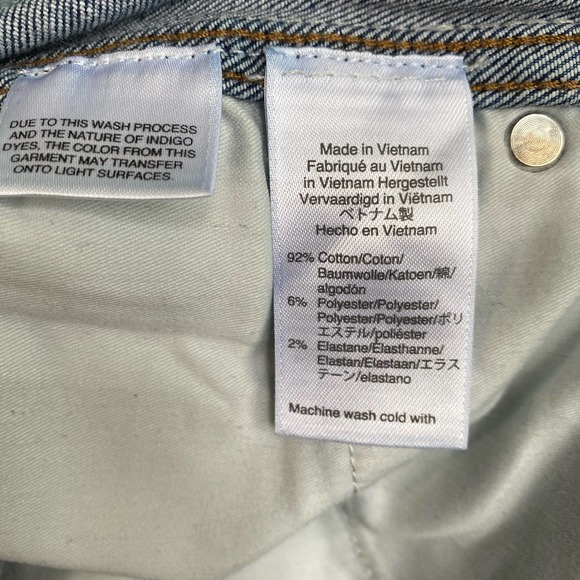 DUE TO THIS WASH PROCESS
AND THE NATURE OF INDIGO
DYES, THE COLOR FROM THIS
GARMENT MAY TRANSFER
ONTO LIGHT SURFACES.
Made in Vietnam
Fabriqué au Vietnam
in Vietnam Hergestellt
Vervaardigd in Viëtnam
ベトナム製
Hecho en Vietnam
92% Cotton/Coton/
Baumwolle/Katoen/綿/
algodón
6% Polyester/Polyester/
Polyester/Polyester/ポリ
エステル/poliéster
2% Elastane/Élasthanne/
Elastan/Elastaan/エラス
テーン/elastano
Machine wash cold with